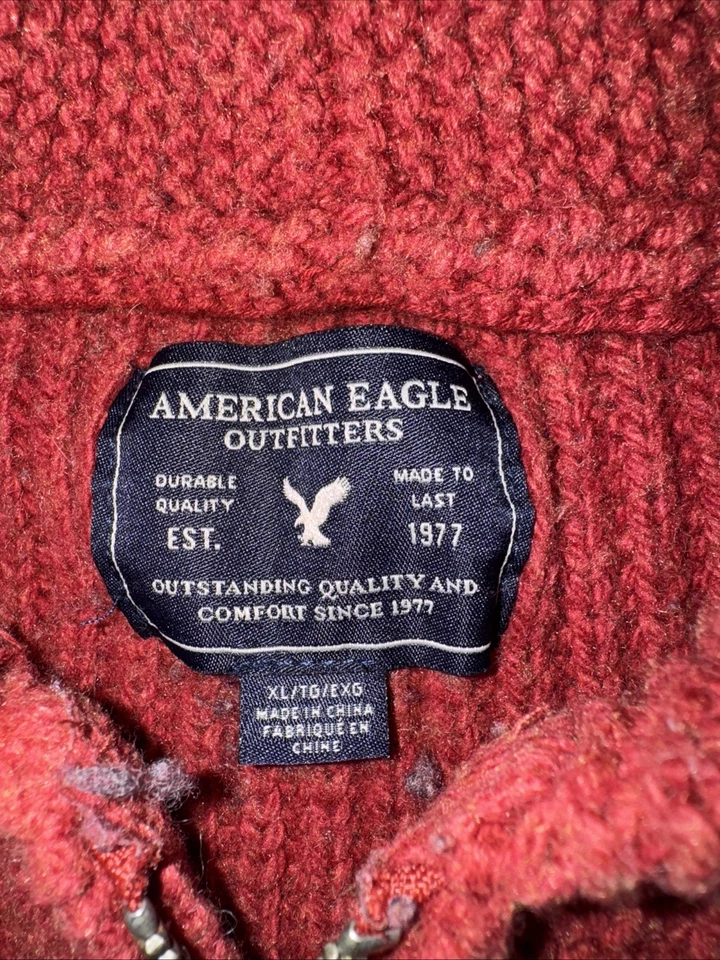 AMERICAN EAGLE
OUTFITTERS
DURABLE
QUALITY
EST.
MADE TO
LAST
1977
OUTSTANDING QUALITY AND
COMFORT SINCE 1977
XL/TG/EXG
MADE IN CHINA
FABRIQUE EN
CHINE